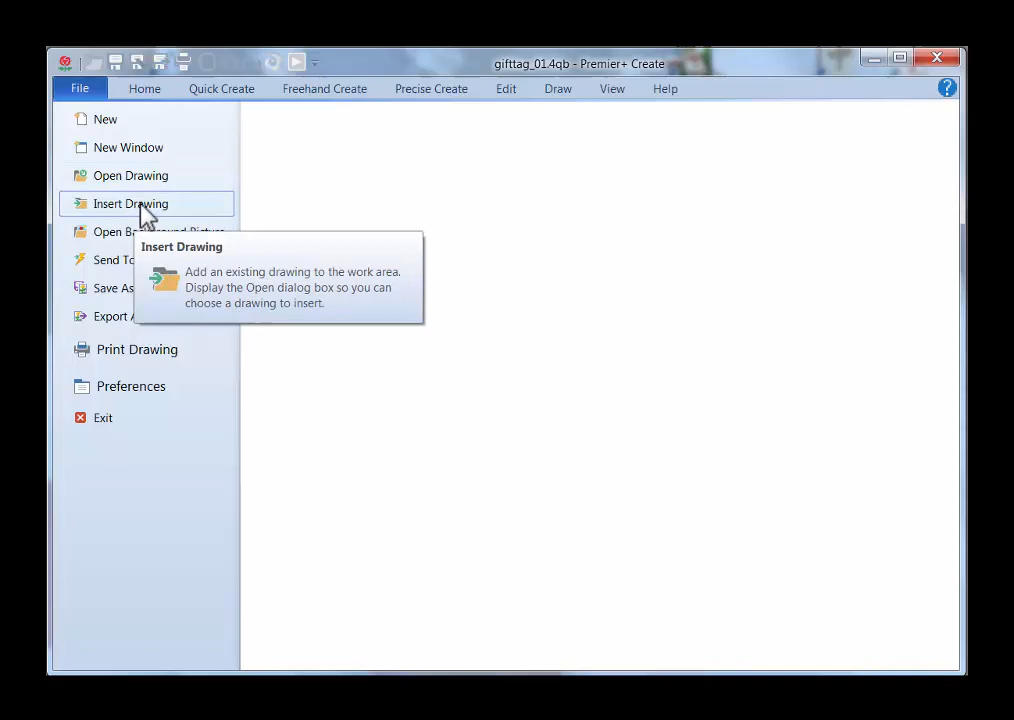 gifttag_01.4qb - Premier+ Create
File Home Quick Create Freehand Create Precise Create Edit Draw View Help
New
New Window
Open Drawing
Insert Drawing
Open
Send To
Save As
Export
Insert Drawing
Add an existing drawing to the work area.
Display the Open dialog box so you can
choose a drawing to insert.
Print Drawing
Preferences
Exit